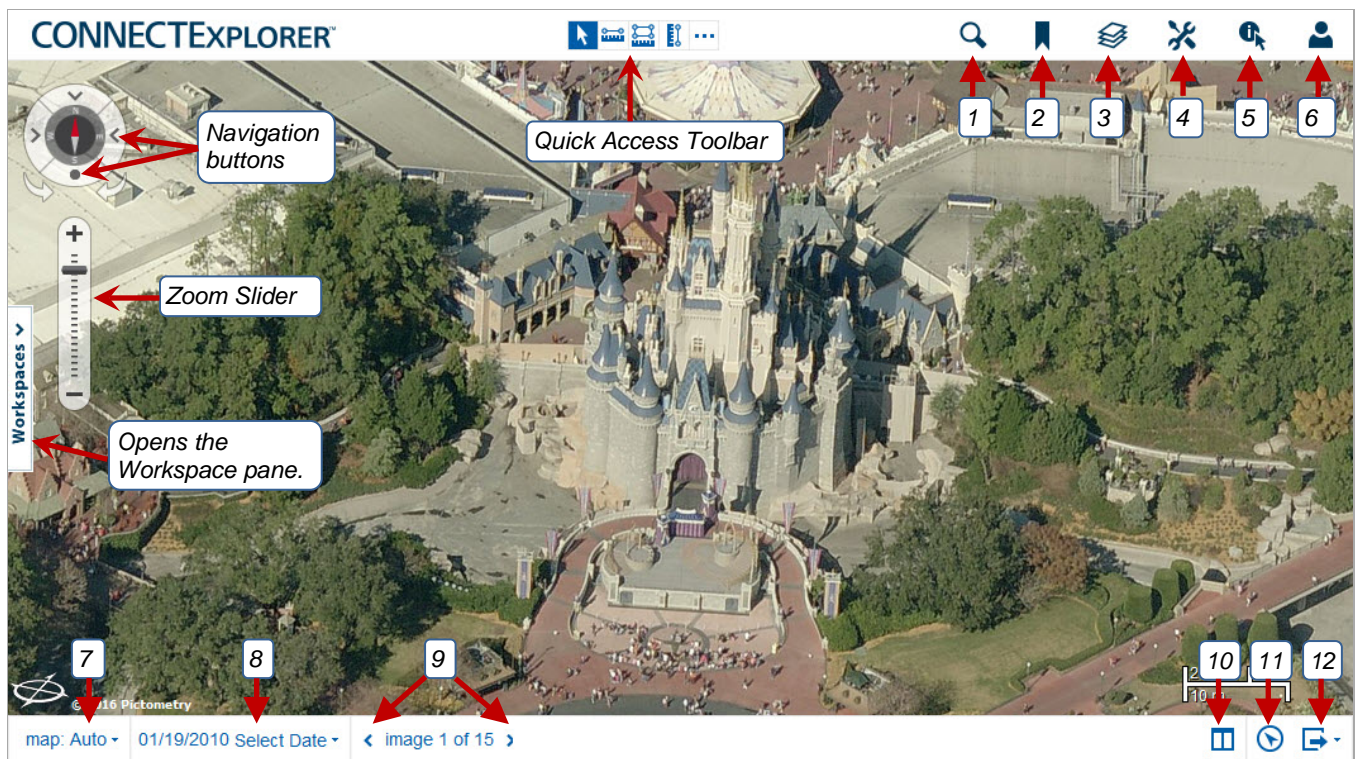 CONNECTEXPLORER™
1
2
3
4
5
6
N
E
S
Navigation
buttons
Quick Access Toolbar
Zoom Slider
Workspaces
Opens the
Workspace pane.
7
8
9
10
11
12
© 2016 Pictometry
map: Auto
01/19/2010 Select Date
image 1 of 15